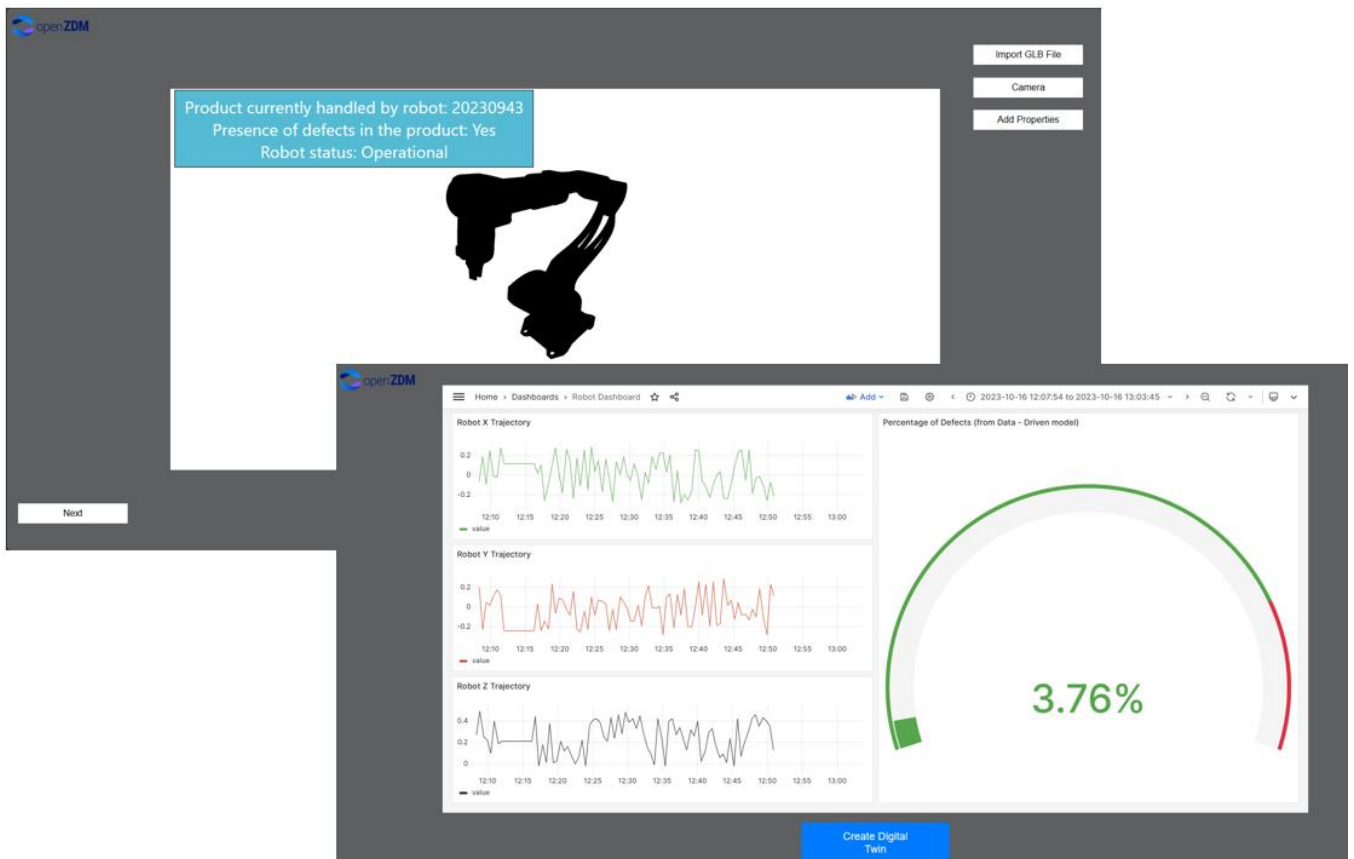 openZDM
Import GLB File
Camera
Add Properties
Product currently handled by robot: 20230943
Presence of defects in the product: Yes
Robot status: Operational
Next
openZDM
Home > Dashboards > Robot Dashboard
Add
2023-10-16 12:07:54 to 2023-10-16 13:03:45
Robot X Trajectory
0.2
0
-0.2
12:10 12:15 12:20 12:25 12:30 12:35 12:40 12:45 12:50 12:55 13:00
value
Robot Y Trajectory
0.2
0
-0.2
12:10 12:15 12:20 12:25 12:30 12:35 12:40 12:45 12:50 12:55 13:00
value
Robot Z Trajectory
0.4
0.2
0
12:10 12:15 12:20 12:25 12:30 12:35 12:40 12:45 12:50 12:55 13:00
value
Percentage of Defects (from Data - Driven model)
3.76%
Create Digital
Twin